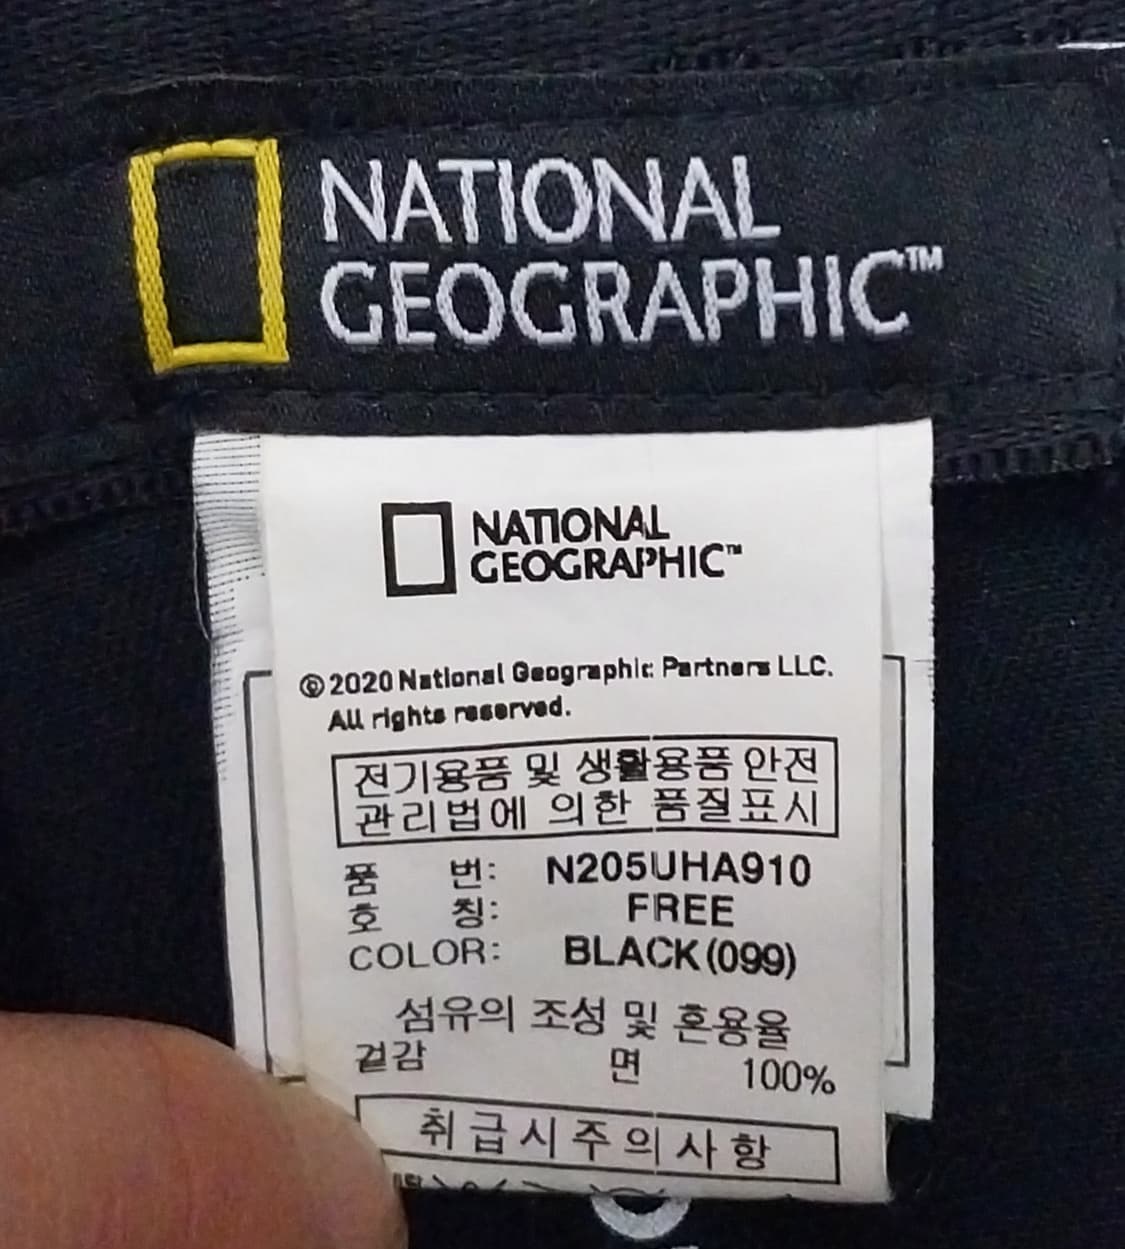 NATIONAL
GEOGRAPHIC™
NATIONAL
GEOGRAPHIC™
©2020 National Geographic Partners LLC.
All rights reserved.
전기용품 및 생활용품 안전
관리법에 의한 품질표시
품 번: N205UHA910
호 칭: FREE
COLOR: BLACK(099)
섬유의 조성 및 혼용율
겉감 면 100%
취급시주의사항